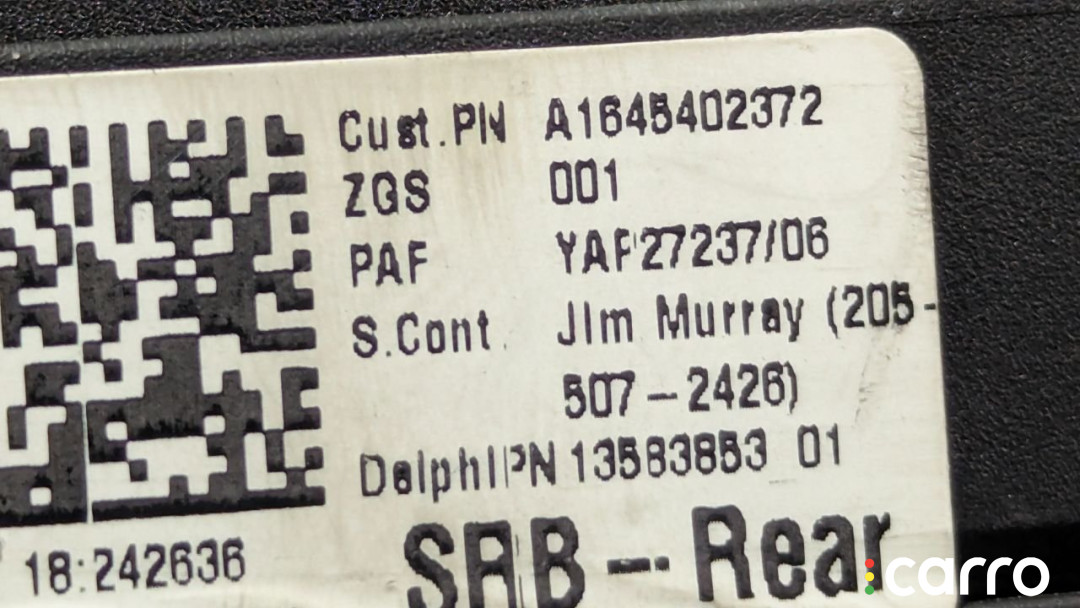 Cust.PN A1645402372
ZGS 001
PAF YAF27237/06
S.Cont. Jim Murray (205-
507-2426)
DelphiPN 13583853 01
18:242636
SRB-Rear
carro